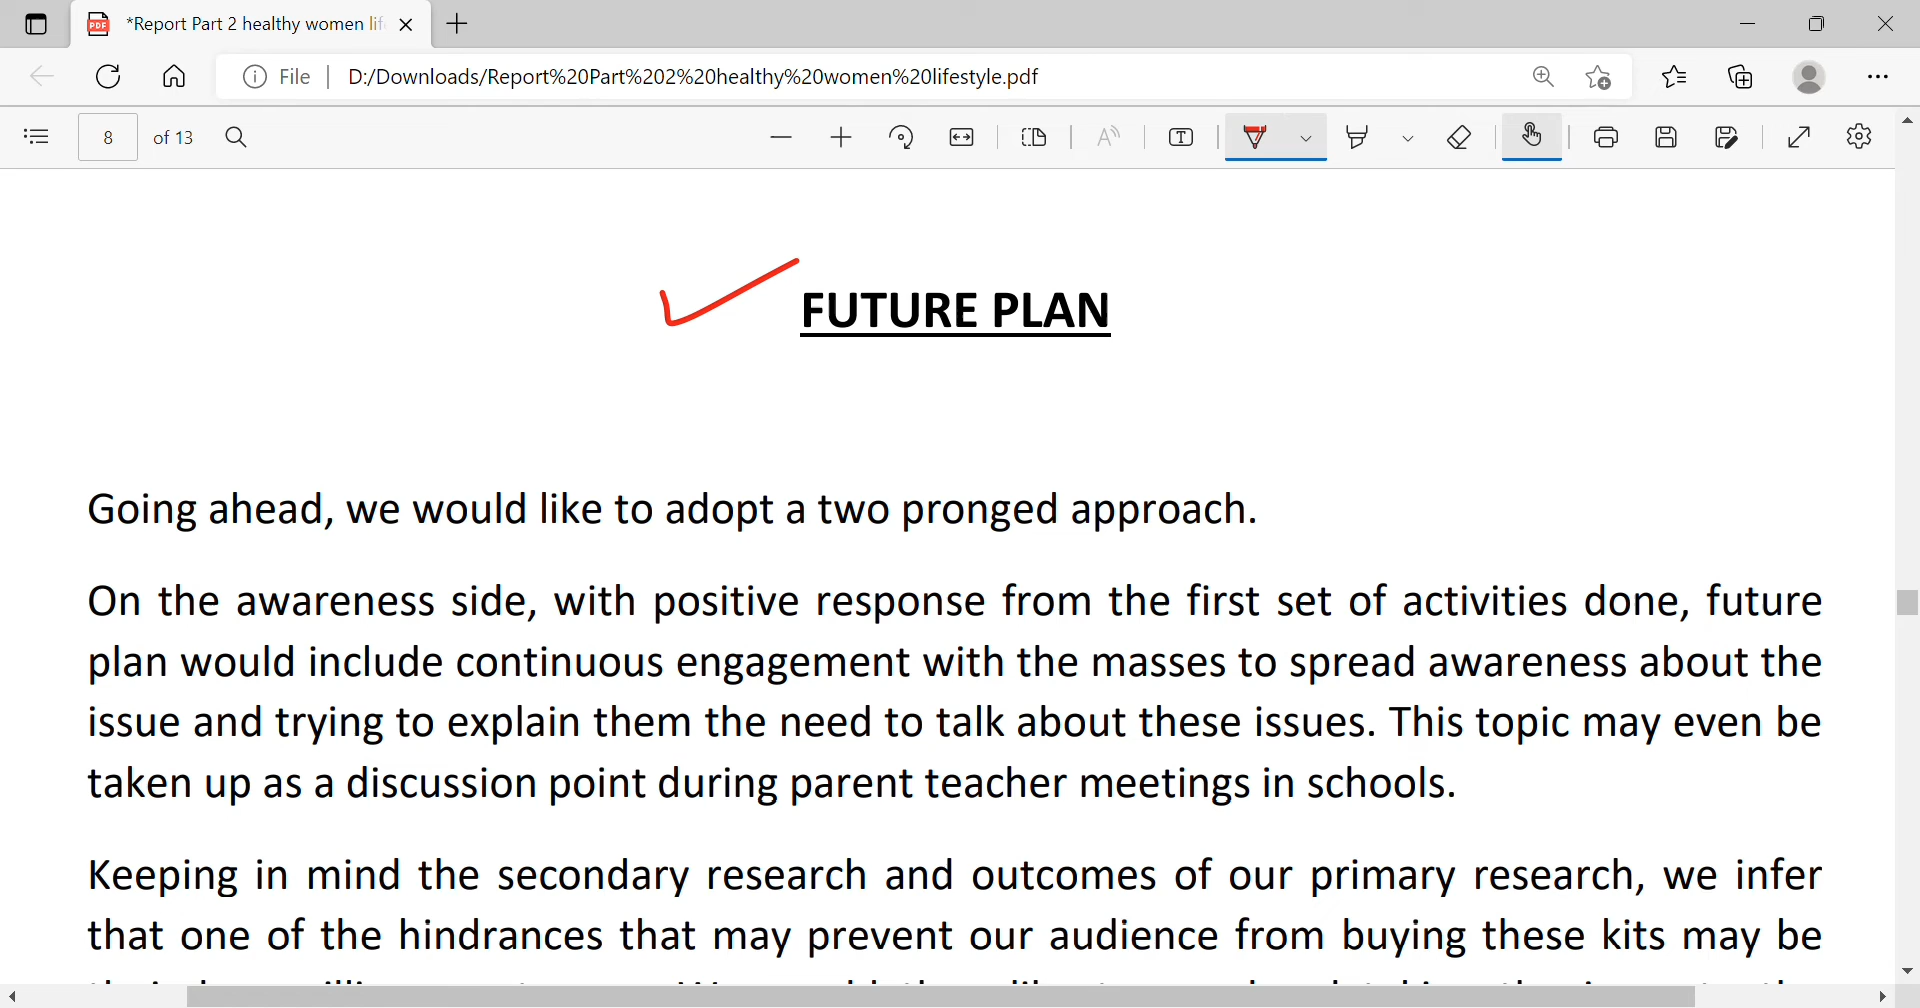 *Report Part 2 healthy women lif
File D:/Downloads/Report%20Part%202%20healthy%20women%20lifestyle.pdf
8 of 13
FUTURE PLAN
Going ahead, we would like to adopt a two pronged approach.
On the awareness side, with positive response from the first set of activities done, future
plan would include continuous engagement with the masses to spread awareness about the
issue and trying to explain them the need to talk about these issues. This topic may even be
taken up as a discussion point during parent teacher meetings in schools.
Keeping in mind the secondary research and outcomes of our primary research, we infer
that one of the hindrances that may prevent our audience from buying these kits may be